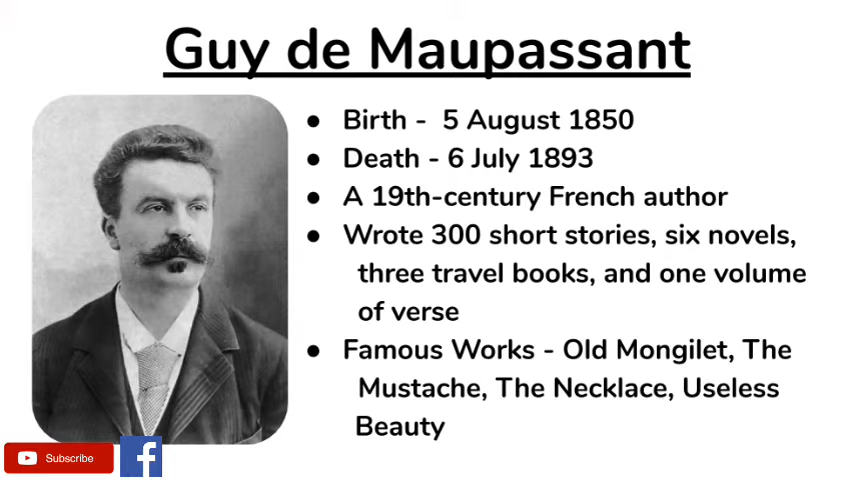 Guy de Maupassant
● Birth - 5 August 1850
● Death - 6 July 1893
● A 19th-century French author
● Wrote 300 short stories, six novels,
three travel books, and one volume
of verse
● Famous Works - Old Mongilet, The
Mustache, The Necklace, Useless
Beauty
Subscribe
f